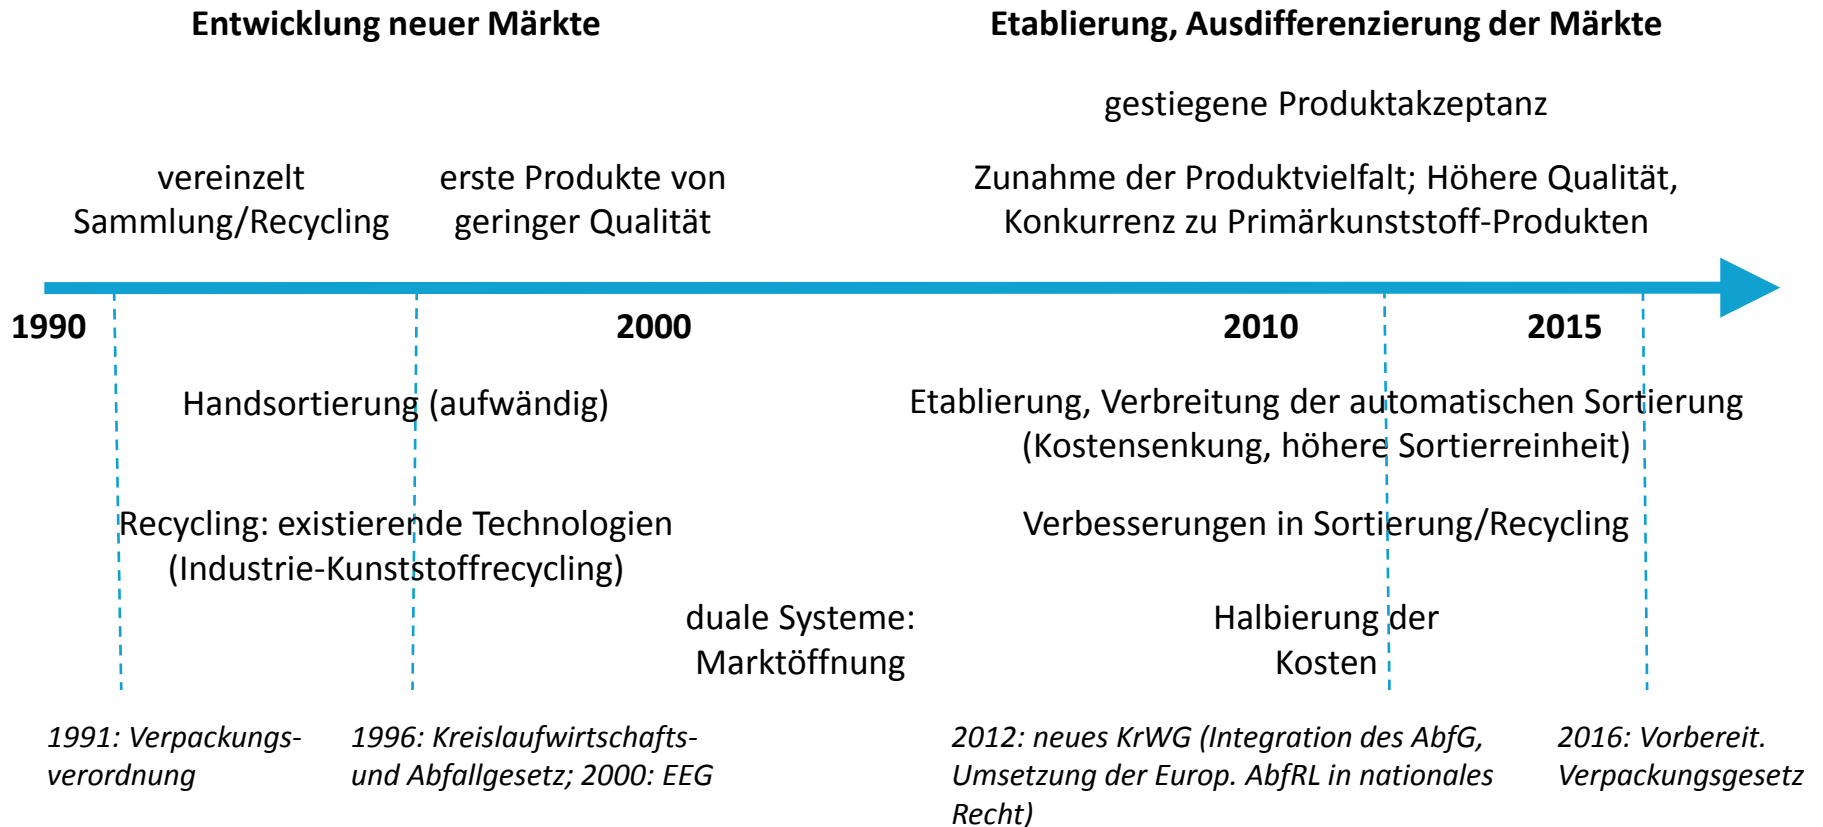 Entwicklung neuer Märkte
Etablierung, Ausdifferenzierung der Märkte
gestiegene Produktakzeptanz
vereinzelt
Sammlung/Recycling
erste Produkte von
geringer Qualität
Zunahme der Produktvielfalt; Höhere Qualität,
Konkurrenz zu Primärkunststoff-Produkten
1990
2000
2010
2015
Handsortierung (aufwändig)
Etablierung, Verbreitung der automatischen Sortierung
(Kostensenkung, höhere Sortierreinheit)
Recycling: existierende Technologien
(Industrie-Kunststoffrecycling)
Verbesserungen in Sortierung/Recycling
duale Systeme:
Marktöffnung
Halbierung der
Kosten
1991: Verpackungs-
verordnung
1996: Kreislaufwirtschafts-
und Abfallgesetz; 2000: EEG
2012: neues KrWG (Integration des AbfG,
Umsetzung der Europ. AbfRL in nationales
Recht)
2016: Vorbereit.
Verpackungsgesetz